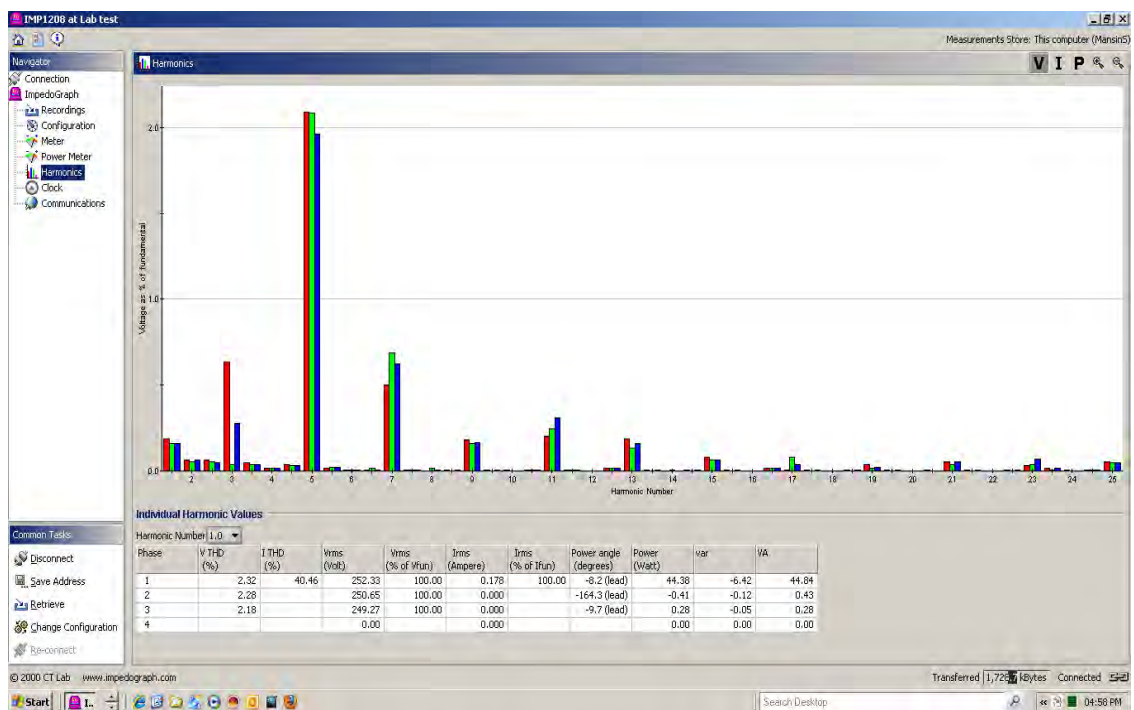 IMP1208 at Lab test
Measurements Store: This computer (MansinS)
Navigator
Connection
ImpedoGraph
Recordings
Configuration
Meter
Power Meter
Harmonics
Clock
Communications
Harmonics
V I P
Voltage as % of fundamental
2.0
1.0
0.0
2 3 4 5 6 7 8 9 10 11 12 13 14 15 16 17 18 19 20 21 22 23 24 25
Harmonic Number
Individual Harmonic Values
Harmonic Number 1.0
Phase V THD (%) I THD (%) Vrms (Volt) Vrms (% of Vfun) Irms (Ampere) Irms (% of Ifun) Power angle (degrees) Power (Watt) var VA
1 2.32 40.46 252.33 100.00 0.178 100.00 -8.2 (lead) 44.38 -6.42 44.84
2 2.28 250.65 100.00 0.000 -164.3 (lead) -0.41 -0.12 0.43
3 2.18 249.27 100.00 0.000 -9.7 (lead) 0.28 -0.05 0.28
4 0.00 0.000 0.00 0.00 0.00
Common Tasks
Disconnect
Save Address
Retrieve
Change Configuration
Re-connect
© 2000 CT Lab www.impedograph.com
Transferred kBytes Connected
Start
I..
Search Desktop
04:58 PM